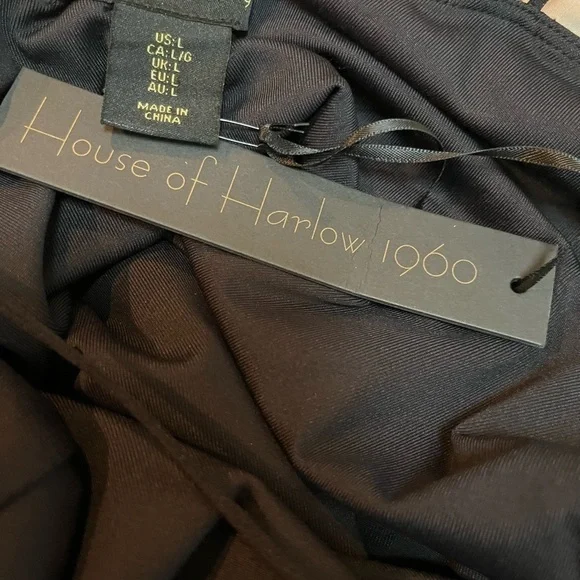 US: L
CA: L/G
UK: L
EU: L
AU: L
MADE IN
CHINA
House of Harlow 1960